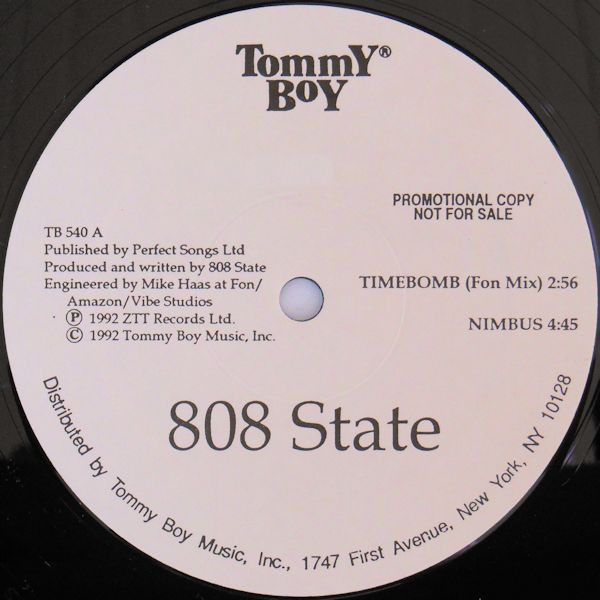 TommY®
BoY
PROMOTIONAL COPY
NOT FOR SALE
TB 540 A
Published by Perfect Songs Ltd
Produced and written by 808 State
Engineered by Mike Haas at Fon/
Amazon/Vibe Studios
℗ 1992 ZTT Records Ltd.
© 1992 Tommy Boy Music, Inc.
TIMEBOMB (Fon Mix) 2:56
NIMBUS 4:45
808 State
Distributed by Tommy Boy Music, Inc., 1747 First Avenue, New York, NY 10128